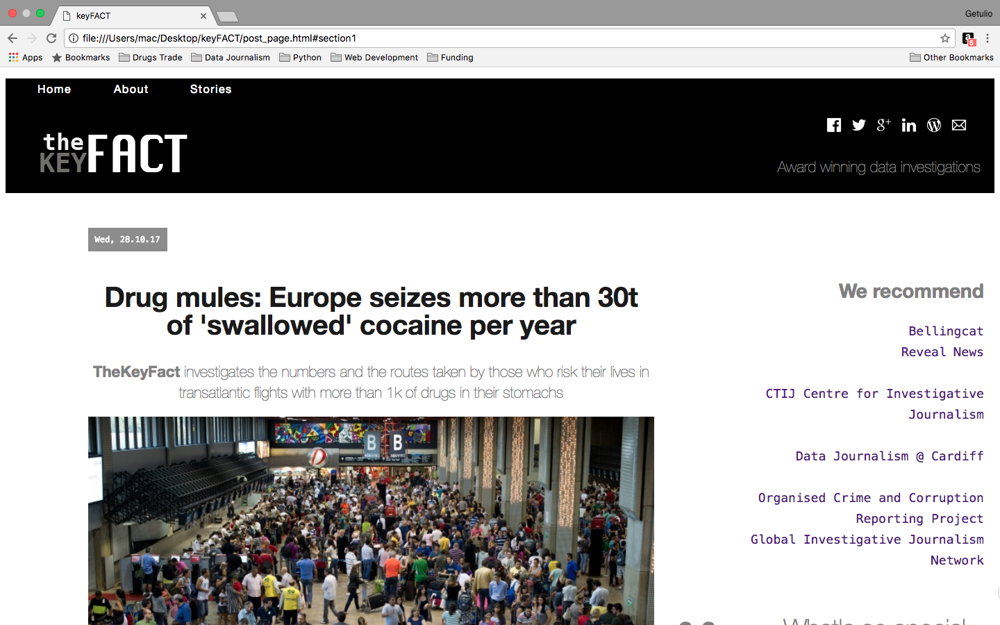 keyFACT
Getulio
file:///Users/mac/Desktop/keyFACT/post_page.html#section1
a
5
Apps
Bookmarks
Drugs Trade
Data Journalism
Python
Web Development
Funding
Other Bookmarks
Home
About
Stories
the
KEYFACT
Award winning data investigations
Wed, 28.10.17
Drug mules: Europe seizes more than 30t
of 'swallowed' cocaine per year
TheKeyFact investigates the numbers and the routes taken by those who risk their lives in
transatlantic flights with more than 1k of drugs in their stomachs
B
B
We recommend
Bellingcat
Reveal News
CTIJ Centre for Investigative
Journalism
Data Journalism @ Cardiff
Organised Crime and Corruption
Reporting Project
Global Investigative Journalism
Network
What's so special